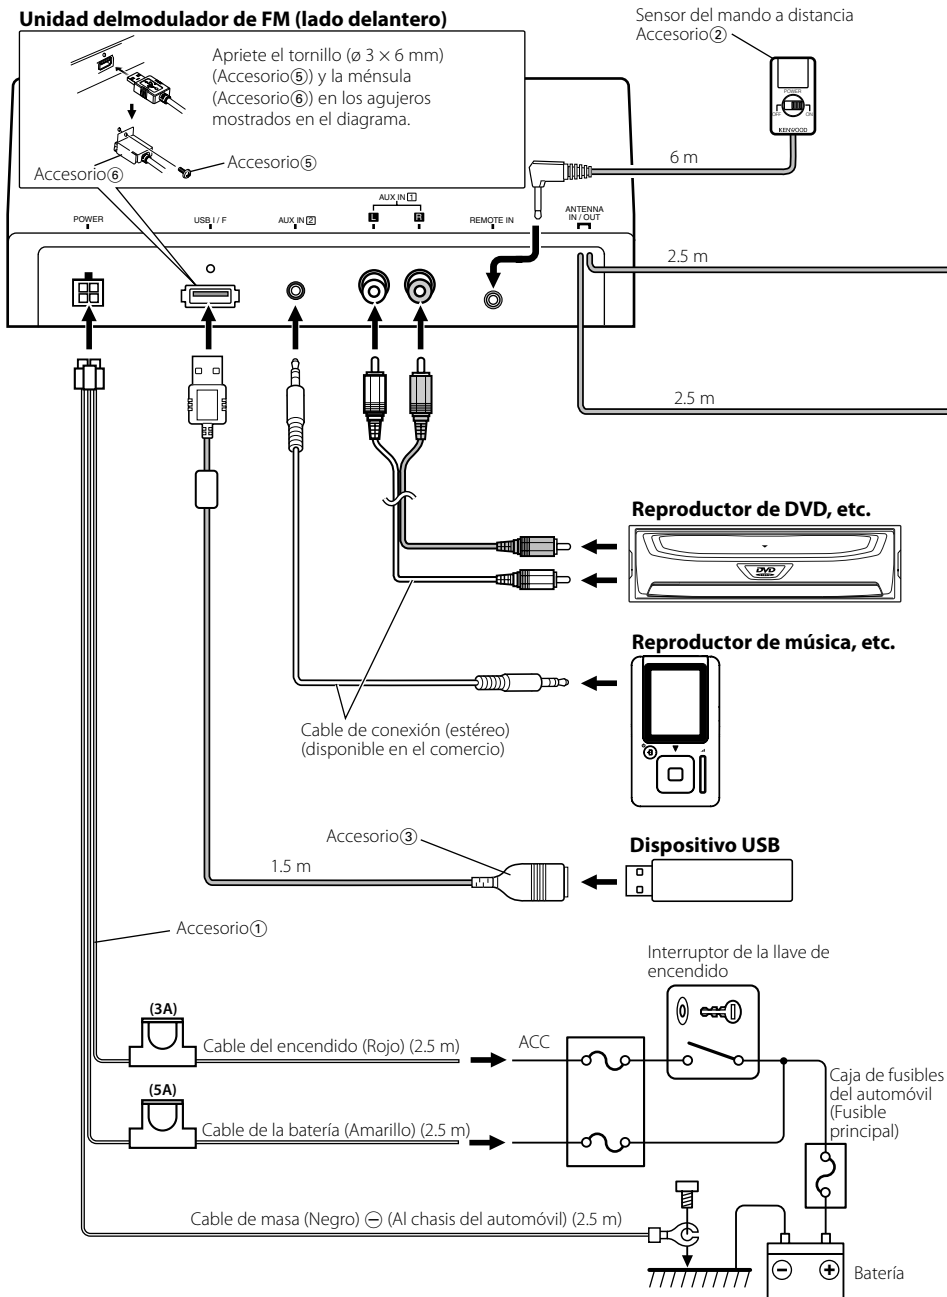 Unidad delmodulador de FM (lado delantero)
Apriete el tornillo (ø 3 × 6 mm)
(Accesorio⑤) y la ménsula
(Accesorio⑥) en los agujeros
mostrados en el diagrama.
Accesorio⑤
Accesorio⑥
Sensor del mando a distancia
Accesorio②
POWER
OFF
ON
KENWOOD
6 m
POWER
USB I / F
AUX IN 2
AUX IN 1
L
R
REMOTE IN
ANTENNA
IN / OUT
2.5 m
2.5 m
Reproductor de DVD, etc.
DVD
Reproductor de música, etc.
Cable de conexión (estéreo)
(disponible en el comercio)
Accesorio③
Dispositivo USB
1.5 m
Accesorio①
Interruptor de la llave de
encendido
(3A)
Cable del encendido (Rojo) (2.5 m)
ACC
(5A)
Cable de la batería (Amarillo) (2.5 m)
Caja de fusibles
del automóvil
(Fusible
principal)
Cable de masa (Negro) ⊖ (Al chasis del automóvil) (2.5 m)
⊖
⊕
Batería